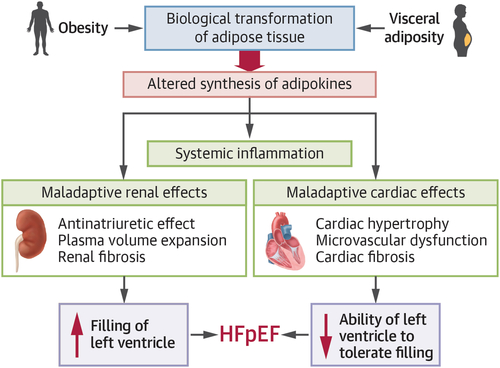 Obesity
Biological transformation
of adipose tissue
Visceral
adiposity
Altered synthesis of adipokines
Systemic inflammation
Maladaptive renal effects
Antinatriuretic effect
Plasma volume expansion
Renal fibrosis
Maladaptive cardiac effects
Cardiac hypertrophy
Microvascular dysfunction
Cardiac fibrosis
Filling of
left ventricle
HFpEF
Ability of left
ventricle to
tolerate filling